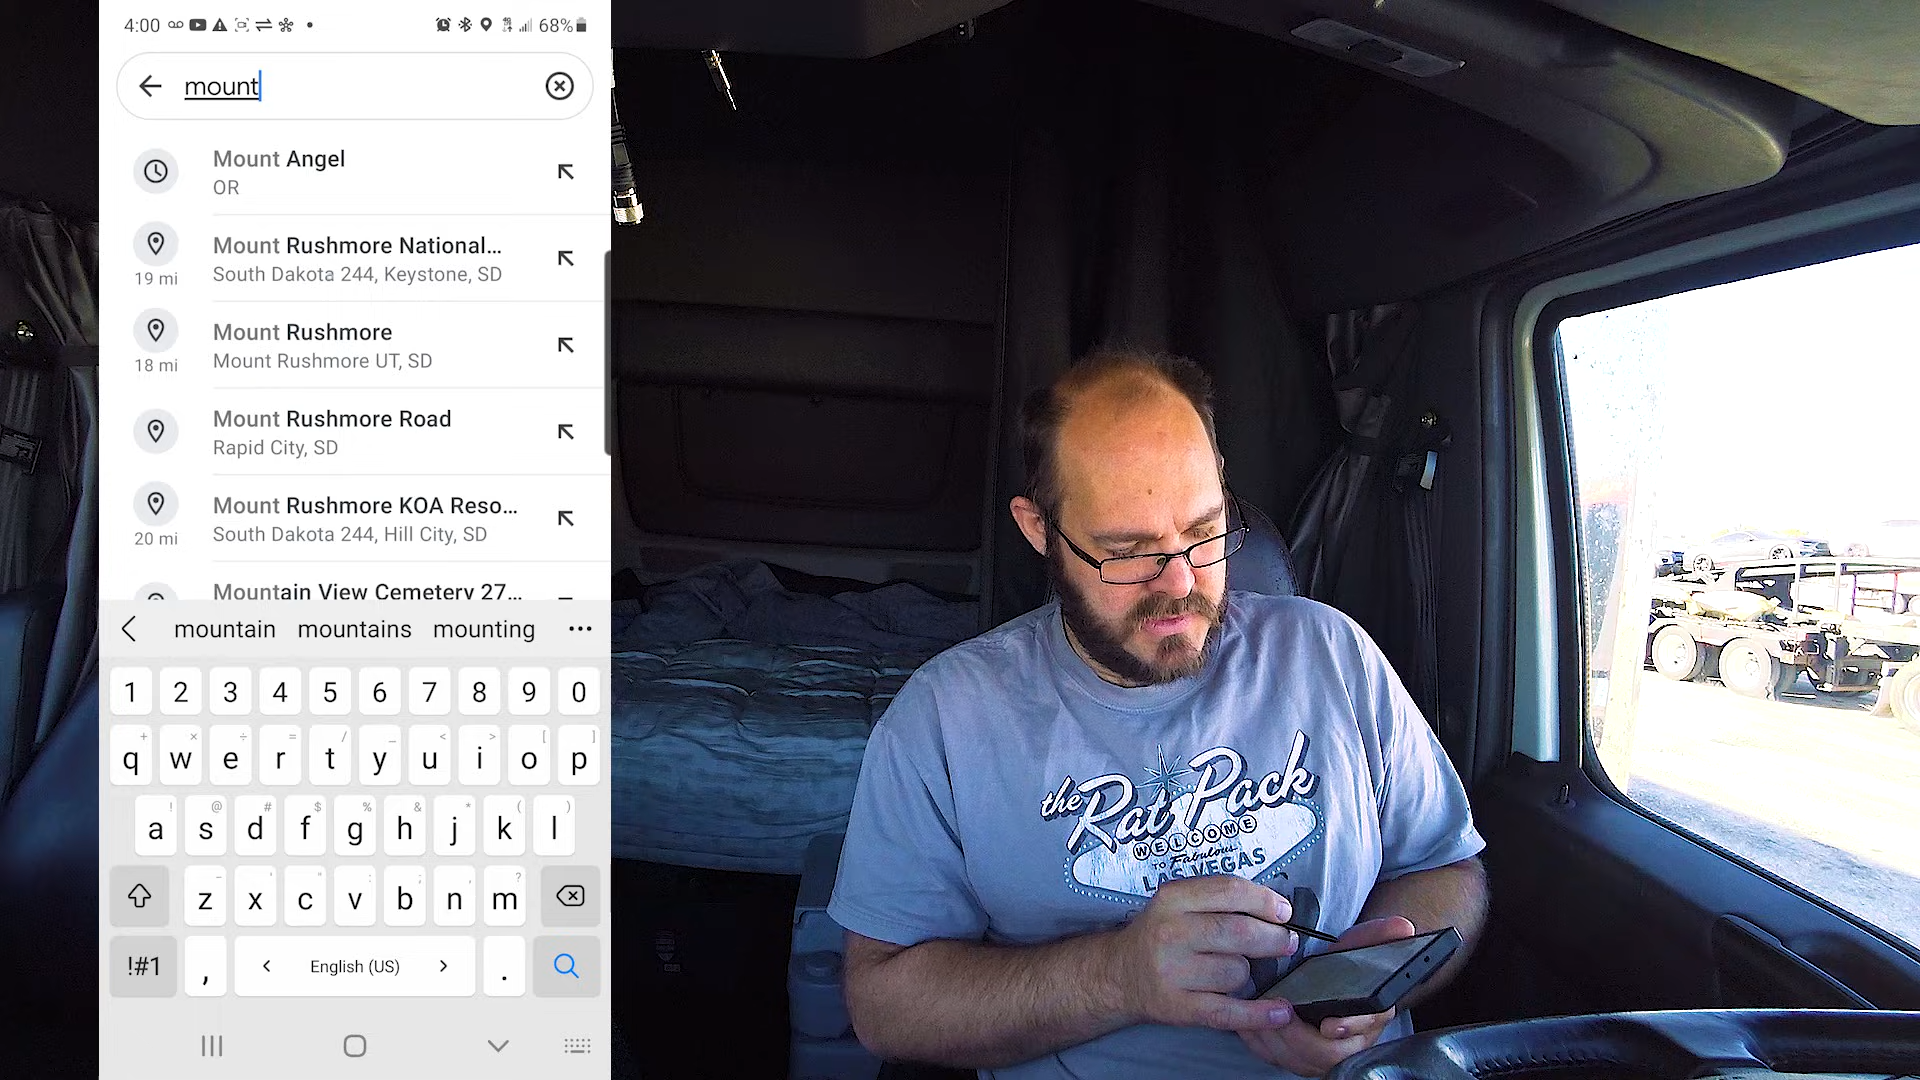 4:00
68%
mount
Mount Angel
OR
Mount Rushmore National...
South Dakota 244, Keystone, SD
19 mi
Mount Rushmore
Mount Rushmore UT, SD
18 mi
Mount Rushmore Road
Rapid City, SD
Mount Rushmore KOA Reso...
South Dakota 244, Hill City, SD
20 mi
Mountain View Cemetery 27...
mountain mountains mounting
1 2 3 4 5 6 7 8 9 0
q w e r t y u i o p
a s d f g h j k l
z x c v b n m
!#1 , English (US) .
the Rat Pack
WELCOME
TO Fabulous
LAS VEGAS